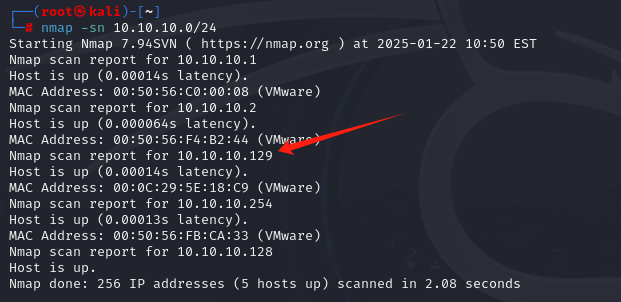 ┌──(root㉿kali)-[~]
└─# nmap -sn 10.10.10.0/24
Starting Nmap 7.94SVN ( https://nmap.org ) at 2025-01-22 10:50 EST
Nmap scan report for 10.10.10.1
Host is up (0.00014s latency).
MAC Address: 00:50:56:C0:00:08 (VMware)
Nmap scan report for 10.10.10.2
Host is up (0.000064s latency).
MAC Address: 00:50:56:F4:B2:44 (VMware)
Nmap scan report for 10.10.10.129
Host is up (0.00014s latency).
MAC Address: 00:0C:29:5E:18:C9 (VMware)
Nmap scan report for 10.10.10.254
Host is up (0.00013s latency).
MAC Address: 00:50:56:FB:CA:33 (VMware)
Nmap scan report for 10.10.10.128
Host is up.
Nmap done: 256 IP addresses (5 hosts up) scanned in 2.08 seconds